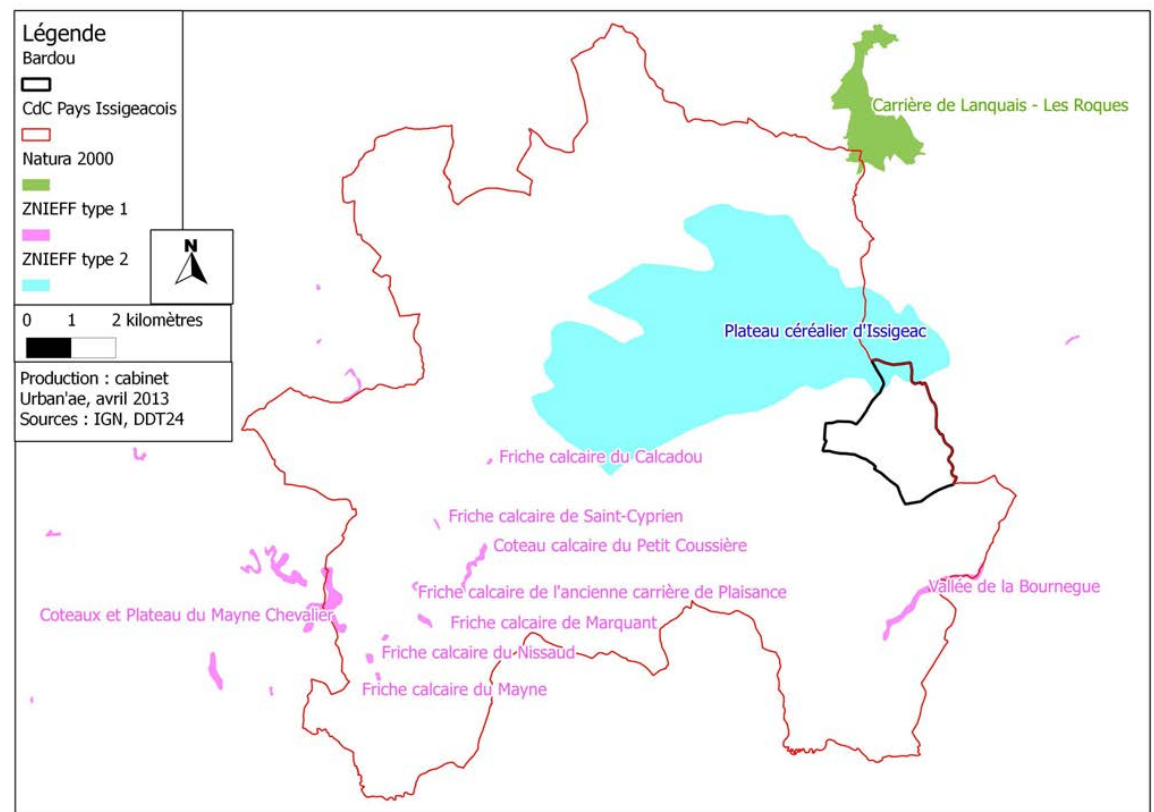 Légende
Bardou
CdC Pays Issigeacois
Natura 2000
ZNIEFF type 1
ZNIEFF type 2
N
0 1 2 kilomètres
Production : cabinet
Urban'ae, avril 2013
Sources : IGN, DDT24
Carrière de Lanquais - Les Roques
Plateau céréalier d'Issigeac
Friche calcaire du Calcadou
Friche calcaire de Saint-Cyprien
Coteau calcaire du Petit Coussière
Friche calcaire de l'ancienne carrière de Plaisance
Vallée de la Bournegue
Coteaux et Plateau du Mayne Chevalier
Friche calcaire de Marquant
Friche calcaire du Nissaud
Friche calcaire du Mayne